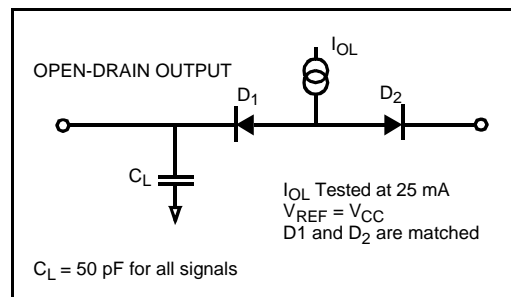 I_OL
OPEN-DRAIN OUTPUT
D_1
D_2
C_L
I_OL Tested at 25 mA
V_REF = V_CC
D1 and D_2 are matched
C_L = 50 pF for all signals